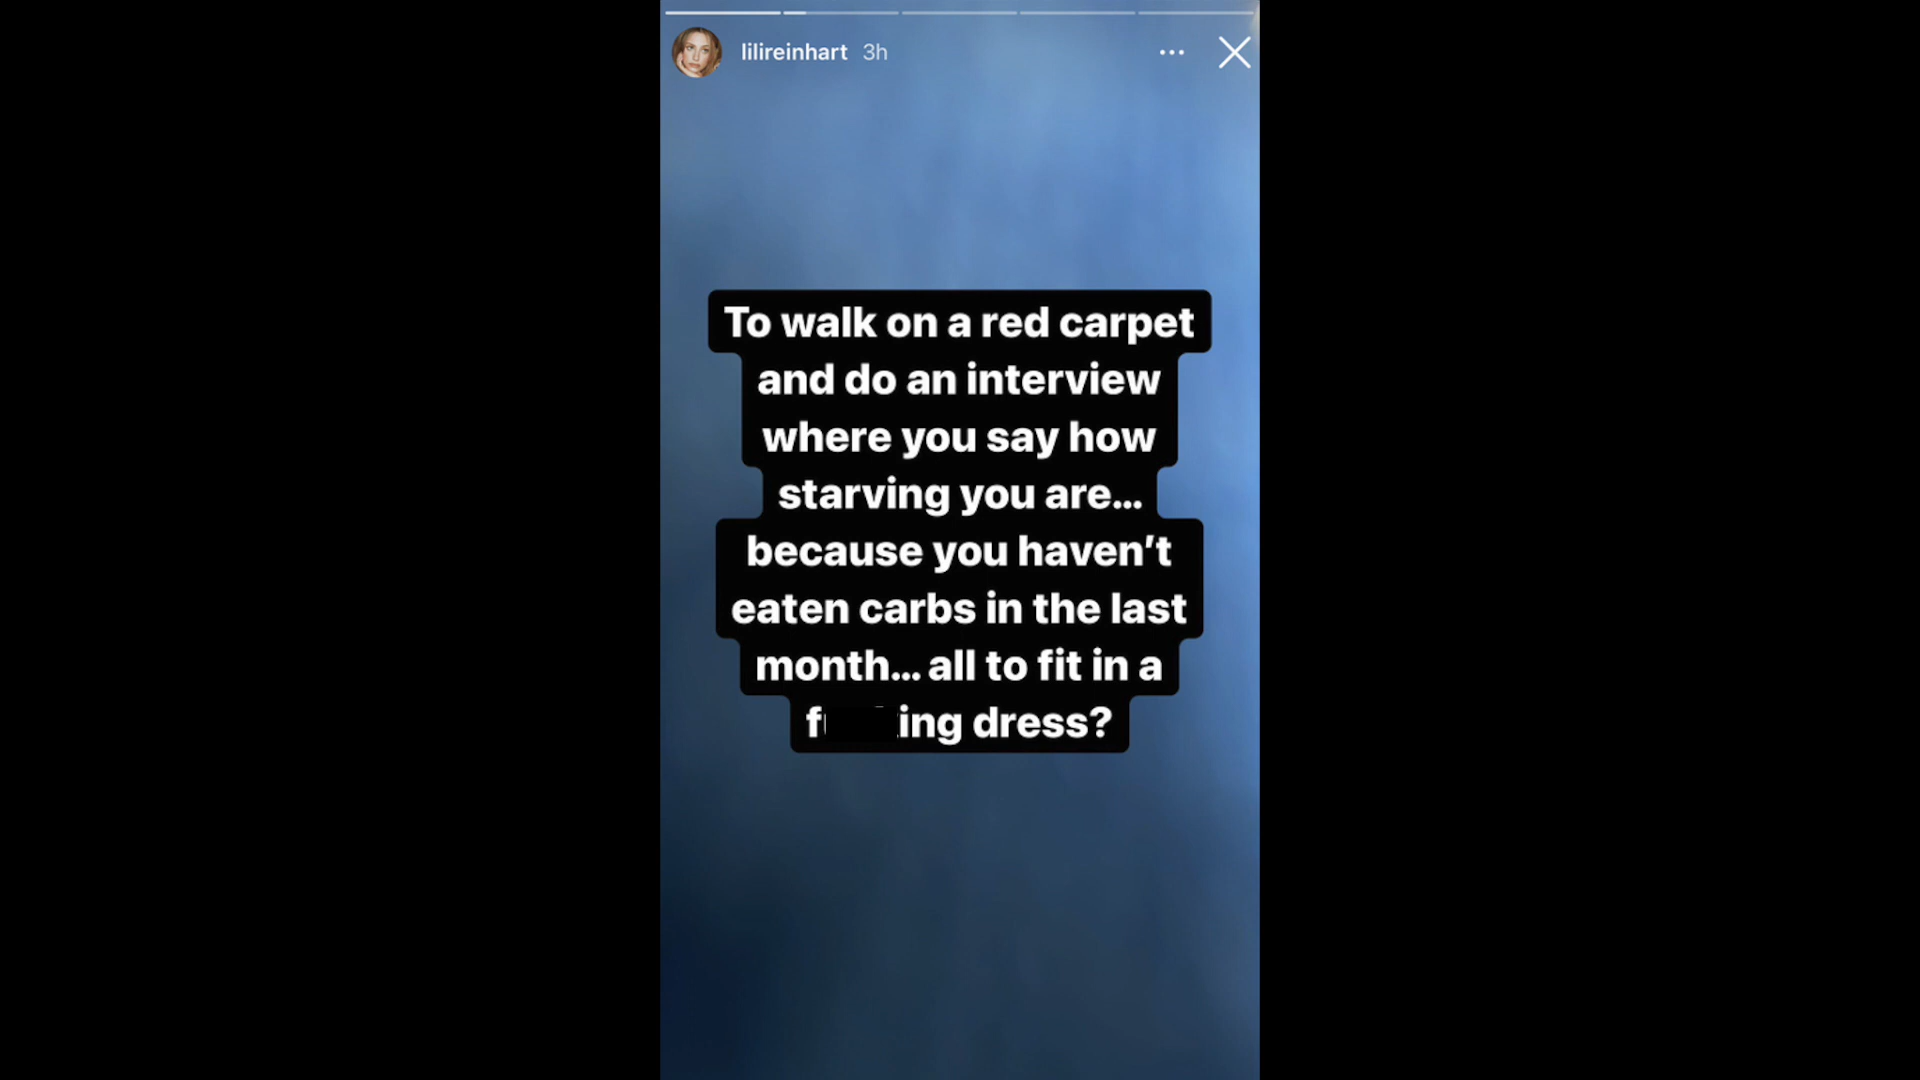 lilireinhart 3h
To walk on a red carpet
and do an interview
where you say how
starving you are...
because you haven’t
eaten carbs in the last
month... all to fit in a
f ing dress?